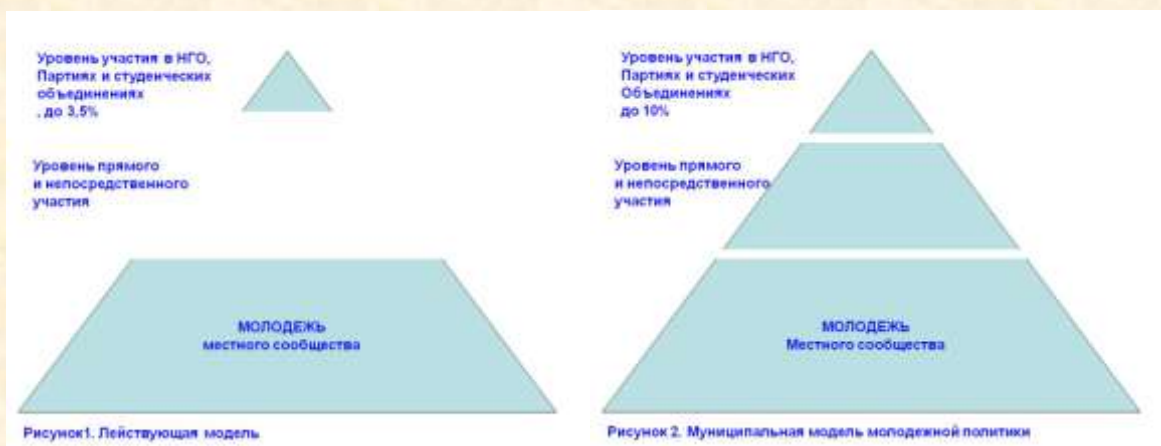 Уровень участия в НГО,
Партиях и студенческих
объединениях
, до 3,5%
Уровень прямого
и непосредственного
участия
МОЛОДЕЖЬ
местного сообщества
Рисунок1. Действующая модель
Уровень участия в НГО,
Партиях и студенческих
Объединениях
до 10%
Уровень прямого
и непосредственного
участия
МОЛОДЕЖЬ
Местного сообщества
Рисунок 2. Муниципальная модель молодежной политики